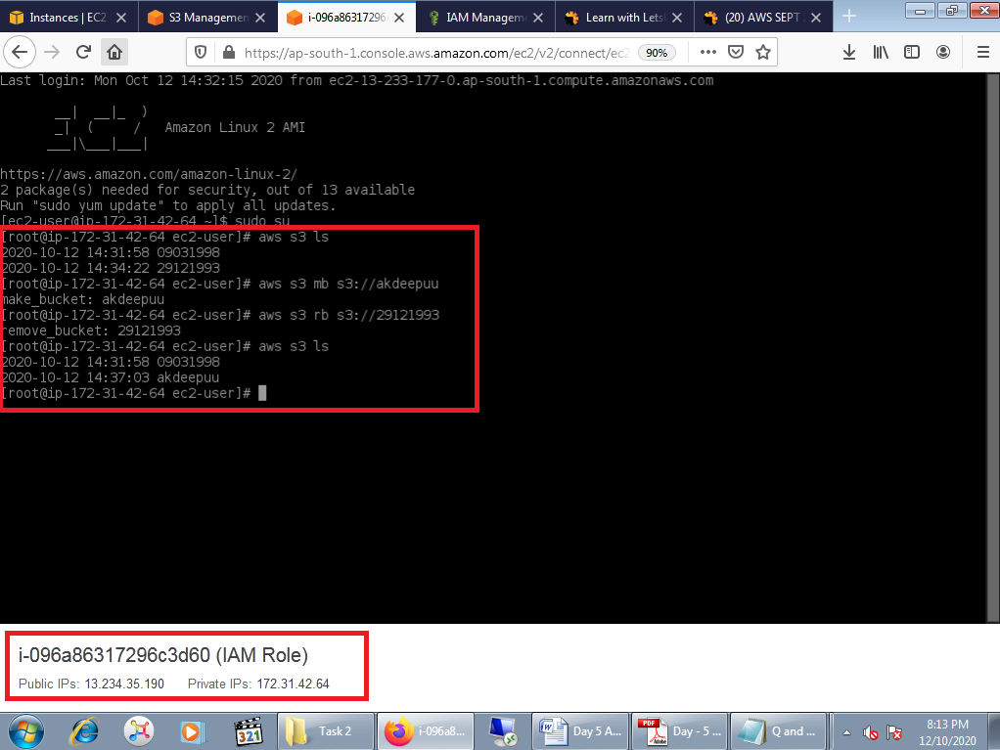 Instances | EC2
S3 Managemen
i-096a86317296
IAM Managem
Learn with Lets
(20) AWS SEPT
https://ap-south-1.console.aws.amazon.com/ec2/v2/connect/ec2
90%
Last login: Mon Oct 12 14:32:15 2020 from ec2-13-233-177-0.ap-south-1.compute.amazonaws.com
__|  __|_  )
_|  (     /   Amazon Linux 2 AMI
___|\___|___|
https://aws.amazon.com/amazon-linux-2/
2 package(s) needed for security, out of 13 available
Run "sudo yum update" to apply all updates.
[ec2-user@ip-172-31-42-64 ~]$ sudo su
[root@ip-172-31-42-64 ec2-user]# aws s3 ls
2020-10-12 14:31:58 09031998
2020-10-12 14:34:22 29121993
[root@ip-172-31-42-64 ec2-user]# aws s3 mb s3://akdeepuu
make_bucket: akdeepuu
[root@ip-172-31-42-64 ec2-user]# aws s3 rb s3://29121993
remove_bucket: 29121993
[root@ip-172-31-42-64 ec2-user]# aws s3 ls
2020-10-12 14:31:58 09031998
2020-10-12 14:37:03 akdeepuu
[root@ip-172-31-42-64 ec2-user]#
i-096a86317296c3d60 (IAM Role)
Public IPs: 13.234.35.190 Private IPs: 172.31.42.64
321
Task 2
i-096a8...
Day 5 A...
PDF
Adobe
Day - 5 ...
Q and ...
8:13 PM
12/10/2020